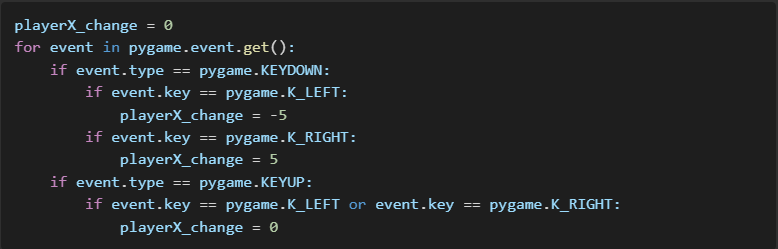 playerX_change = 0
for event in pygame.event.get():
    if event.type == pygame.KEYDOWN:
        if event.key == pygame.K_LEFT:
            playerX_change = -5
        if event.key == pygame.K_RIGHT:
            playerX_change = 5
    if event.type == pygame.KEYUP:
        if event.key == pygame.K_LEFT or event.key == pygame.K_RIGHT:
            playerX_change = 0